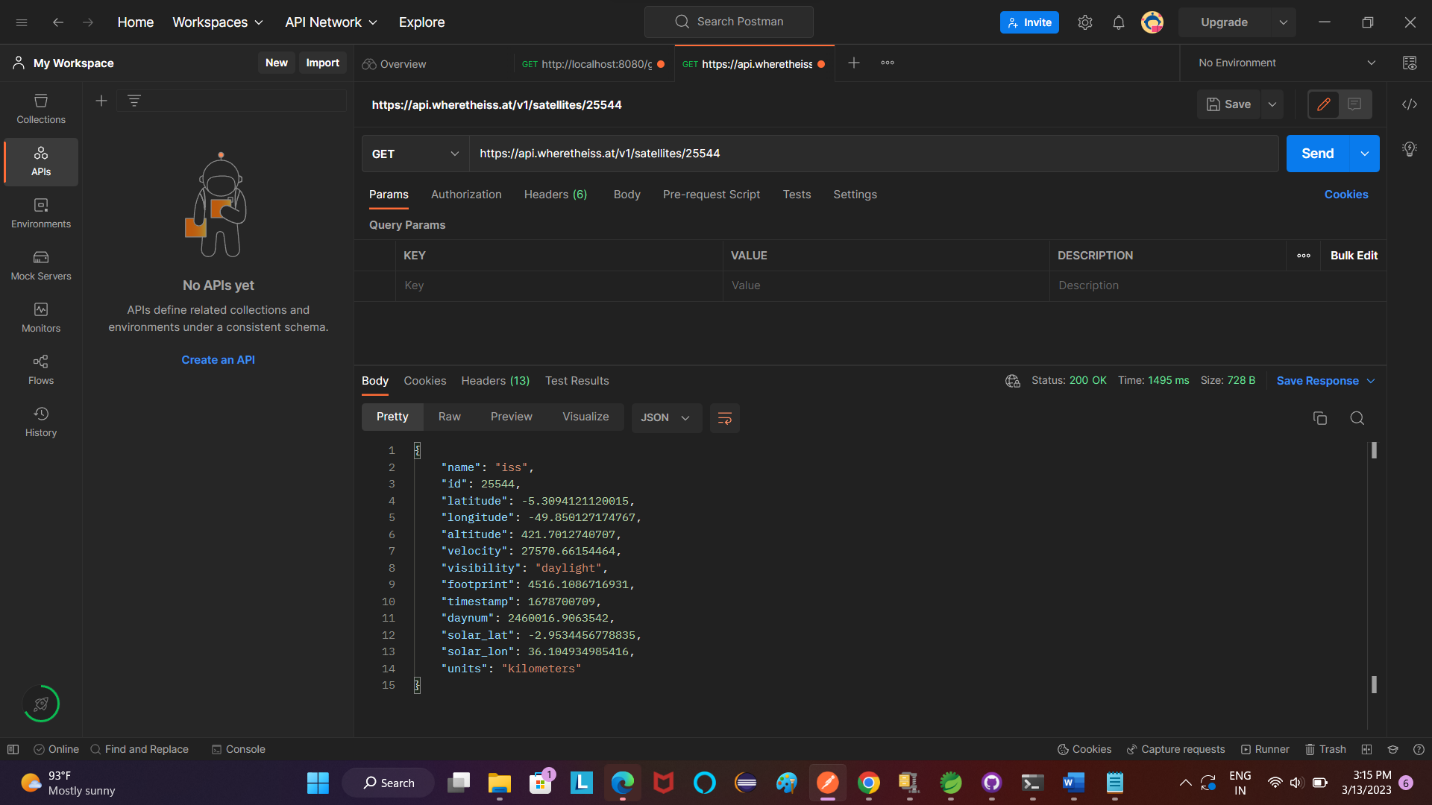 Home Workspaces API Network Explore Search Postman Invite Upgrade
My Workspace New Import Overview GET http://localhost:8080/g GET https://api.wheretheiss No Environment
Collections
APIs
Environments
Mock Servers
Monitors
Flows
History
No APIs yet
APIs define related collections and
environments under a consistent schema.
Create an API
https://api.wheretheiss.at/v1/satellites/25544 Save
GET https://api.wheretheiss.at/v1/satellites/25544 Send
Params Authorization Headers (6) Body Pre-request Script Tests Settings Cookies
Query Params
KEY VALUE DESCRIPTION Bulk Edit
Key Value Description
Body Cookies Headers (13) Test Results Status: 200 OK Time: 1495 ms Size: 728 B Save Response
Pretty Raw Preview Visualize JSON
1 {
2 "name": "iss",
3 "id": 25544,
4 "latitude": -5.3094121120015,
5 "longitude": -49.850127174767,
6 "altitude": 421.7012740707,
7 "velocity": 27570.66154464,
8 "visibility": "daylight",
9 "footprint": 4516.1086716931,
10 "timestamp": 1678700709,
11 "daynum": 2460016.9063542,
12 "solar_lat": -2.9534456778835,
13 "solar_lon": 36.104934985416,
14 "units": "kilometers"
15 }
Online Find and Replace Console Cookies Capture requests Runner Trash
93°F
Mostly sunny
Search
1
L
ENG
IN
3:15 PM
3/13/2023
6